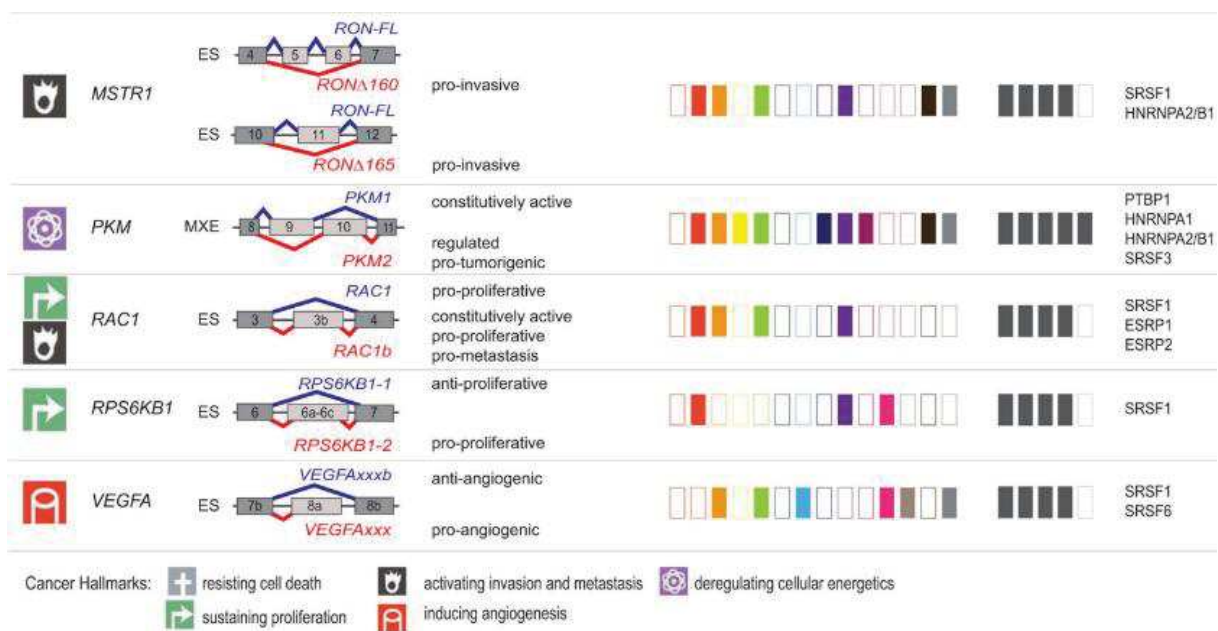 RON-FL
ES 4 5 6 7
RONΔ160 pro-invasive
MSTR1
SRSF1
HNRNPA2/B1
RON-FL
ES 10 11 12
RONΔ165 pro-invasive
PKM1 constitutively active
PKM MXE 8 9 10 11
regulated
PKM2 pro-tumorigenic
PTBP1
HNRNPA1
HNRNPA2/B1
SRSF3
RAC1 pro-proliferative
RAC1 ES 3 3b 4 constitutively active
pro-proliferative
RAC1b pro-metastasis
SRSF1
ESRP1
ESRP2
RPS6KB1-1 anti-proliferative
RPS6KB1 ES 6 6a-6c 7 SRSF1
RPS6KB1-2 pro-proliferative
VEGFAxxxb anti-angiogenic
VEGFA ES 7b 8a 8b
VEGFAxxx pro-angiogenic
SRSF1
SRSF6
Cancer Hallmarks: resisting cell death activating invasion and metastasis deregulating cellular energetics
sustaining proliferation inducing angiogenesis